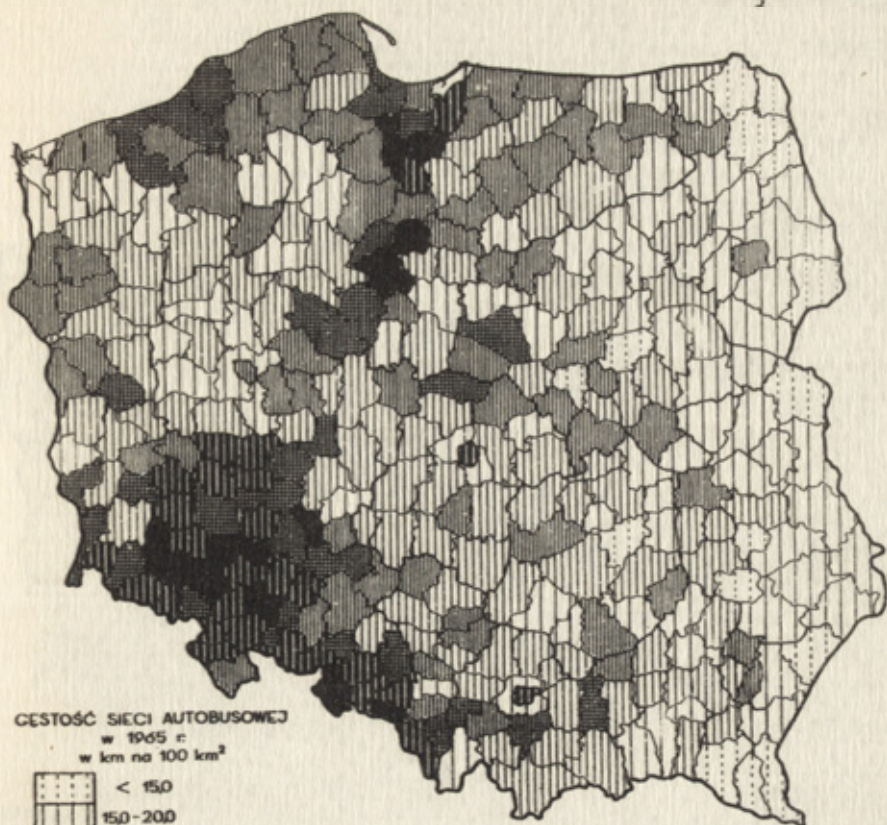 GĘSTOŚĆ SIECI AUTOBUSOWEJ
w 1965 r.
w km na 100 km²
< 15,0
15,0-20,0